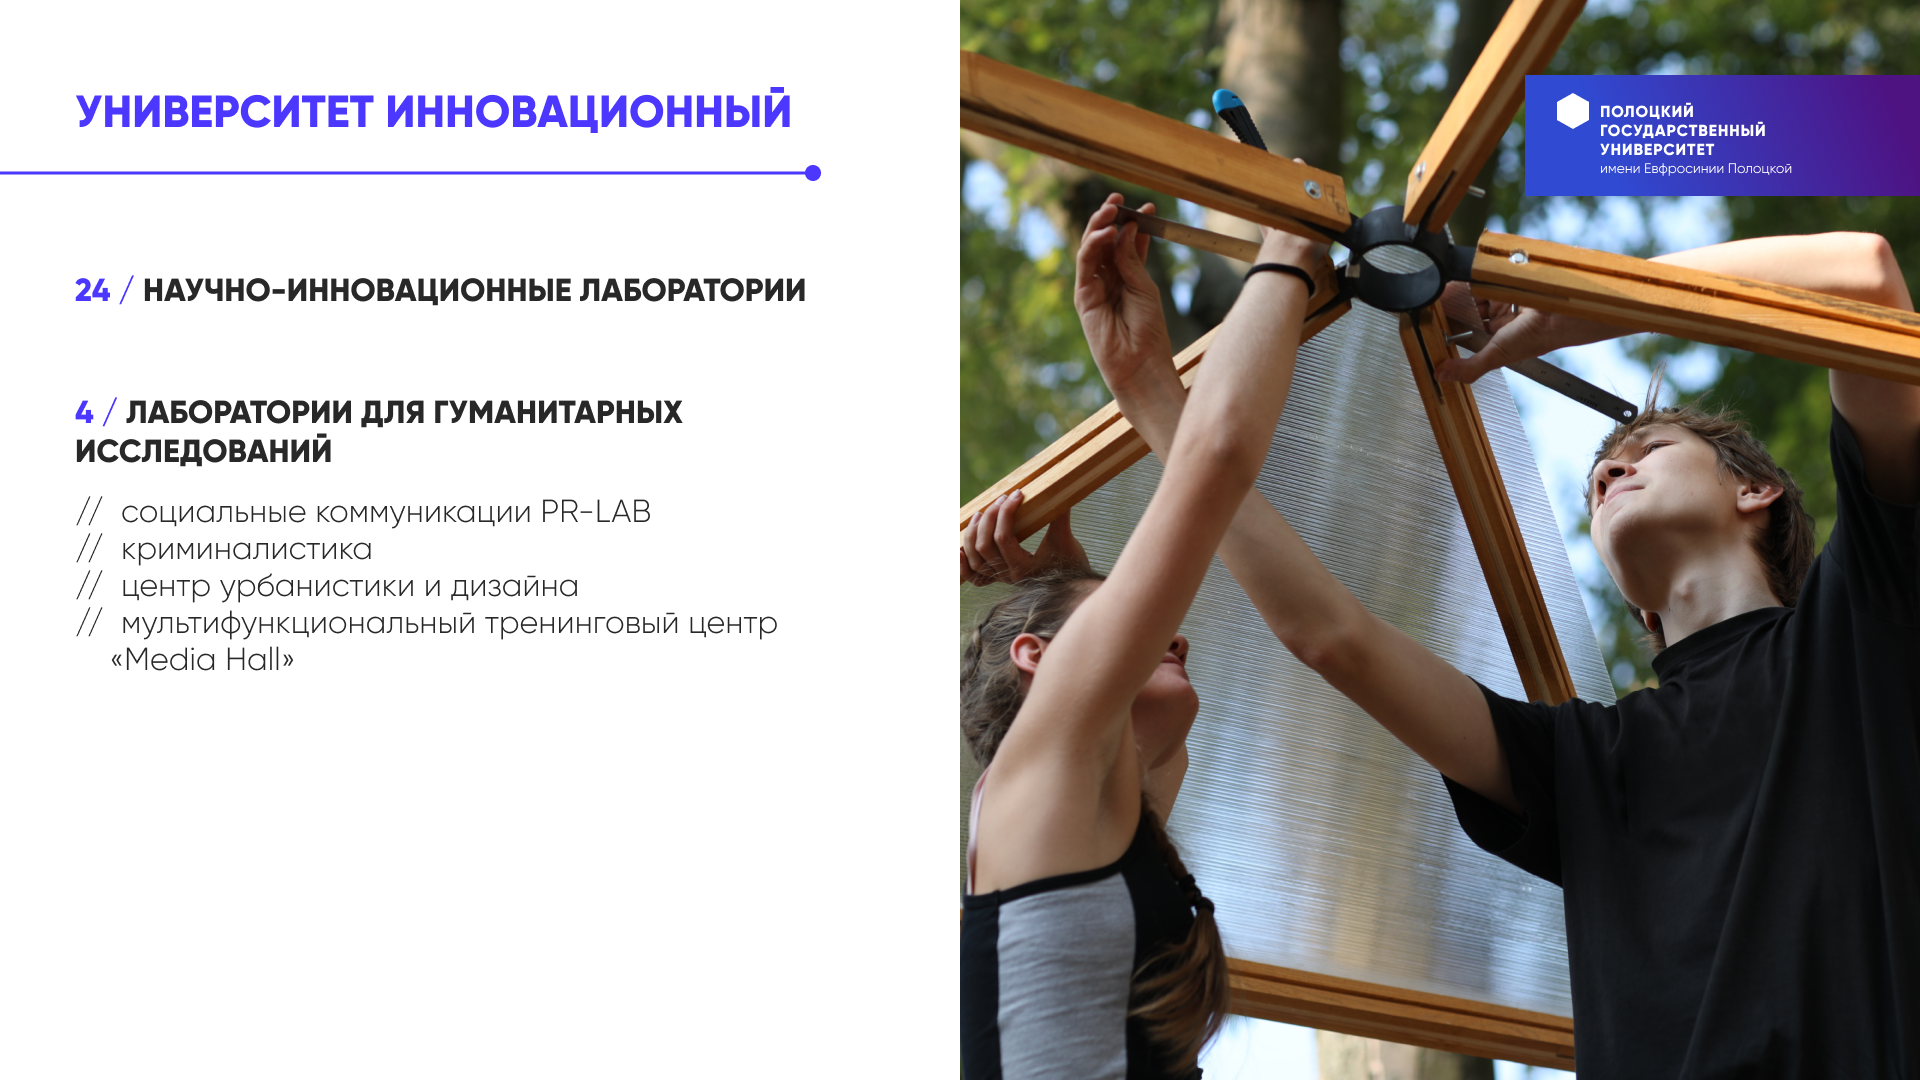 УНИВЕРСИТЕТ ИННОВАЦИОННЫЙ
24 / НАУЧНО-ИННОВАЦИОННЫЕ ЛАБОРАТОРИИ
4 / ЛАБОРАТОРИИ ДЛЯ ГУМАНИТАРНЫХ
ИССЛЕДОВАНИЙ
// социальные коммуникации PR-LAB
// криминалистика
// центр урбанистики и дизайна
// мультифункциональный тренинговый центр
«Media Hall»
ПОЛОЦКИЙ
ГОСУДАРСТВЕННЫЙ
УНИВЕРСИТЕТ
имени Евфросинии Полоцкой